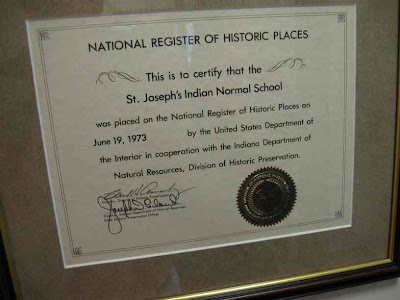 NATIONAL REGISTER OF HISTORIC PLACES
This is to certify that the
St. Joseph's Indian Normal School
was placed on the National Register of Historic Places on
June 19, 1973 by the United States Department of
the Interior in cooperation with the Indiana Department of
Natural Resources, Division of Historic Preservation.